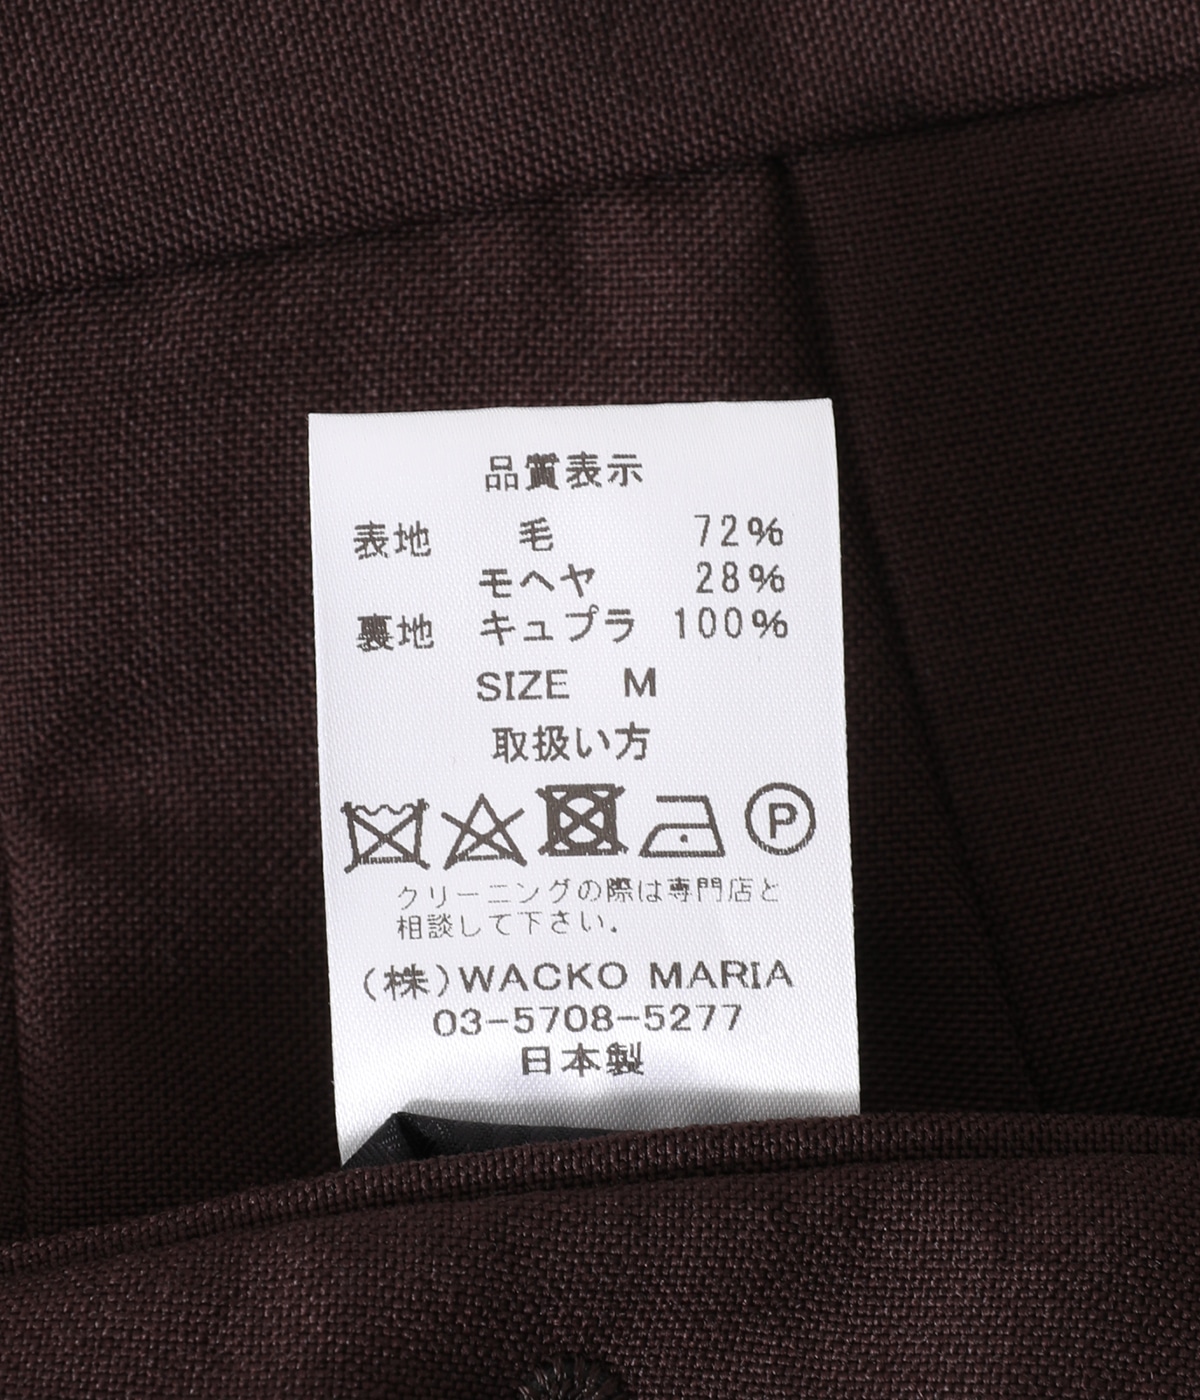 品質表示
表地 毛 72%
モヘヤ 28%
裏地 キュプラ 100%
SIZE M
取扱い方
P
クリーニングの際は専門店と
相談して下さい.
(株)WACKO MARIA
03-5708-5277
日本製